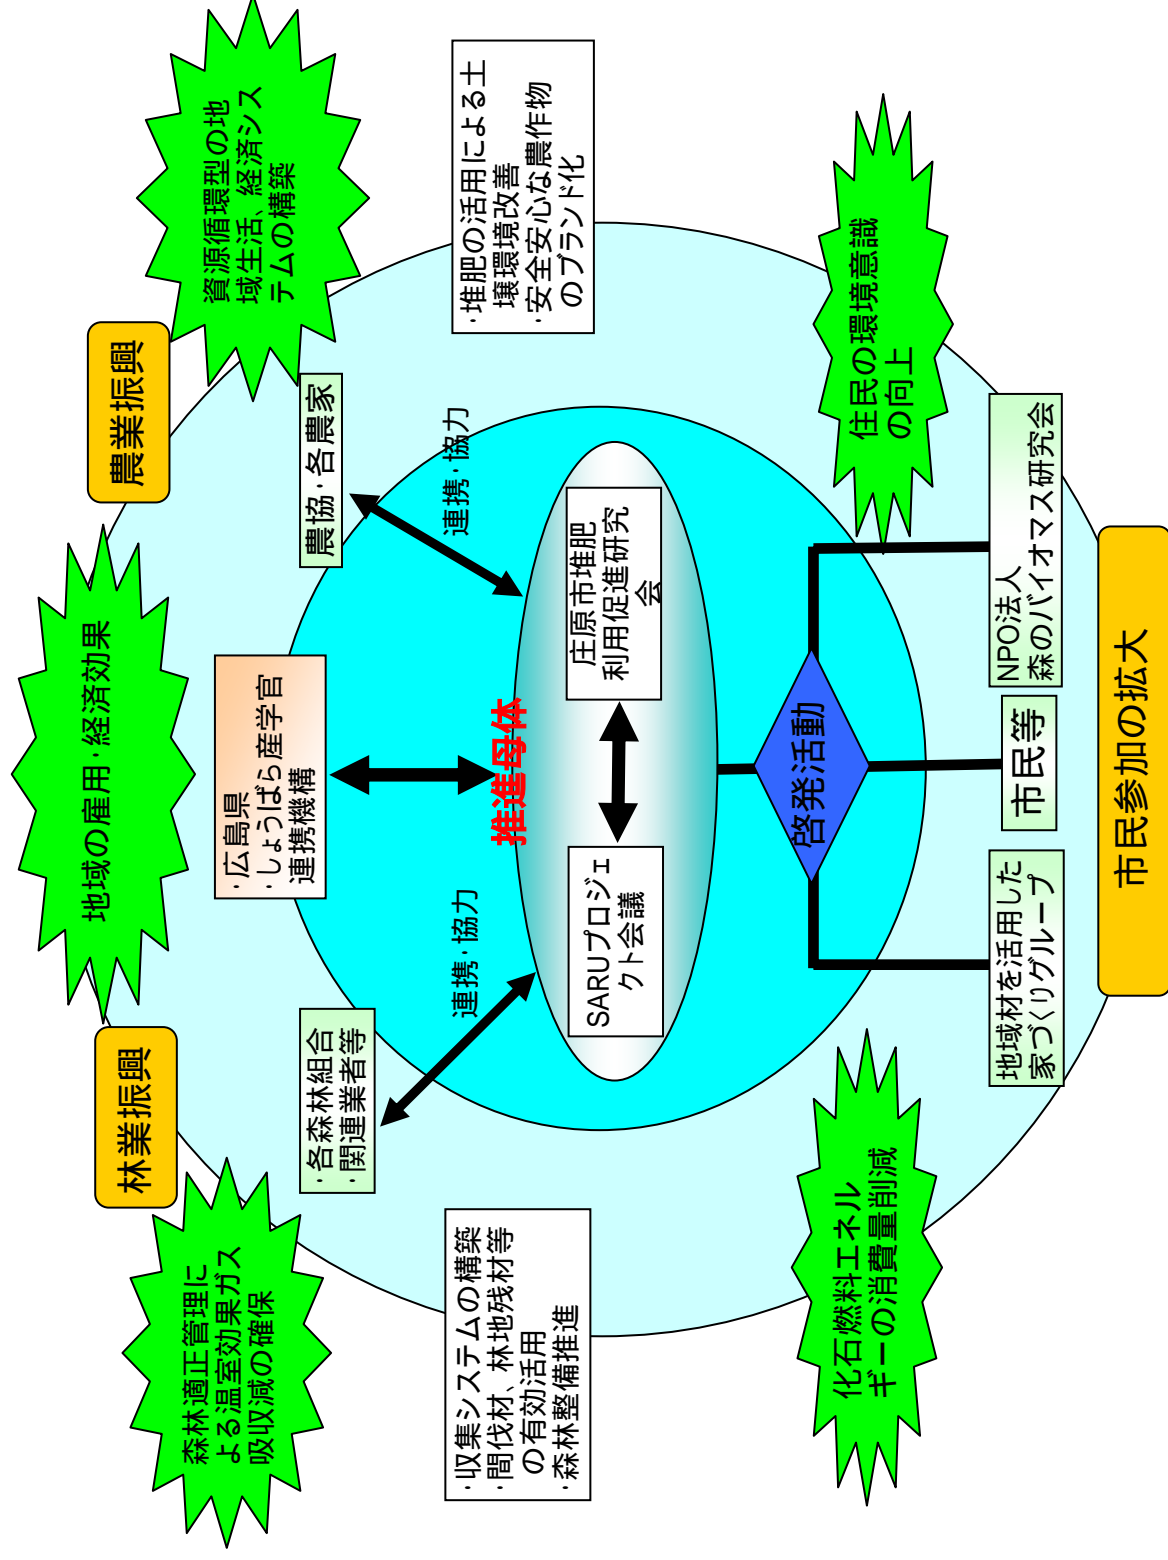 地域の雇用・経済効果
林業振興
農業振興
森林適正管理に
よる温室効果ガス
吸収減の確保
資源循環型の地
域生活、経済シス
テムの構築
・広島県
・しょうばら産学官
連携機構
・各森林組合
・関連業者等
農協・各農家
連携・協力
連携・協力
・収集システムの構築
・間伐材、林地残材等
の有効活用
・森林整備推進
・堆肥の活用による土
壌環境改善
・安全安心な農作物
のブランド化
推進母体
SARUプロジェ
クト会議
庄原市堆肥
利用促進研究
会
啓発活動
化石燃料エネル
ギーの消費量削減
住民の環境意識
の向上
地域材を活用した
家づくりグループ
市民等
NPO法人
森のバイオマス研究会
市民参加の拡大